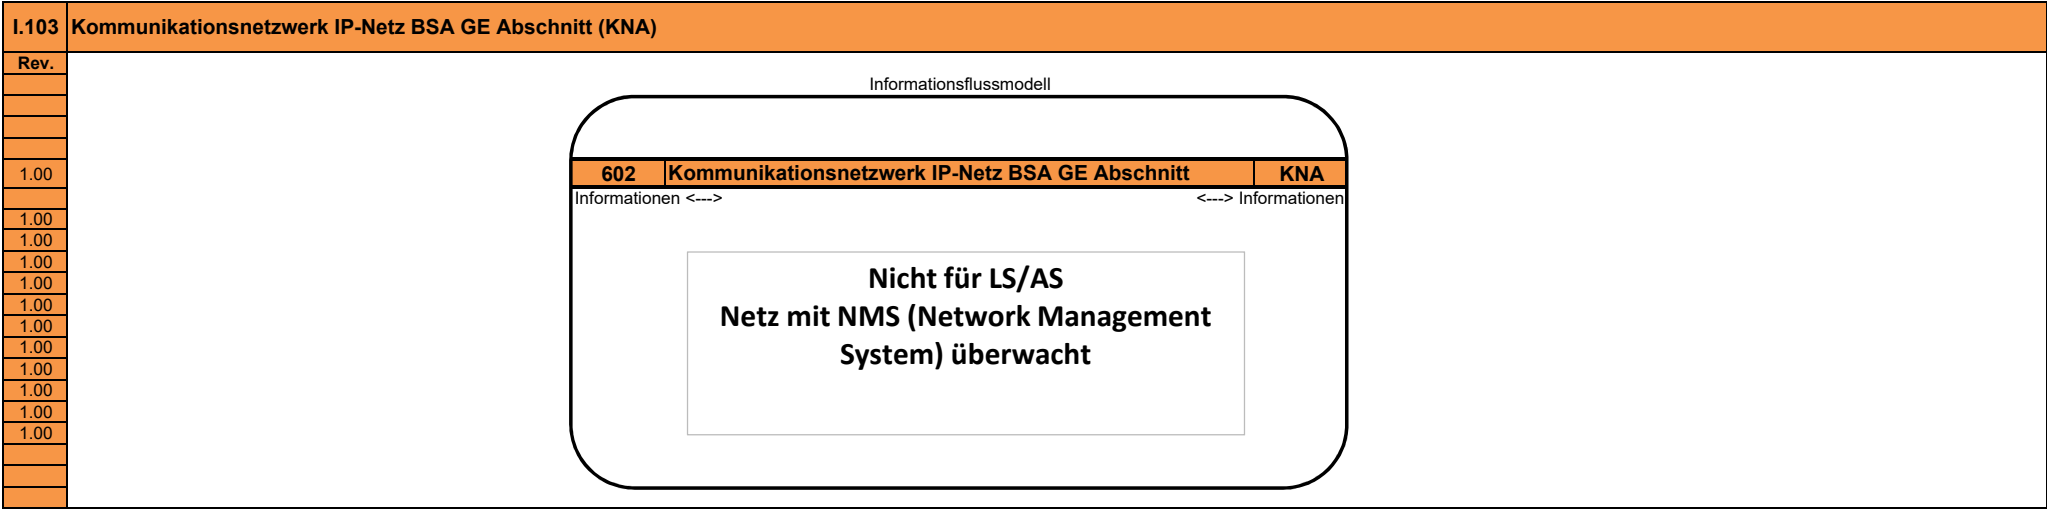 I.103 Kommunikationsnetzwerk IP-Netz BSA GE Abschnitt (KNA)
Rev.
Informationsflussmodell
1.00 602 Kommunikationsnetzwerk IP-Netz BSA GE Abschnitt KNA
Informationen <---> <---> Informationen
1.00
1.00
1.00
1.00
1.00
1.00
1.00
1.00
1.00
1.00
1.00
Nicht für LS/AS
Netz mit NMS (Network Management
System) überwacht